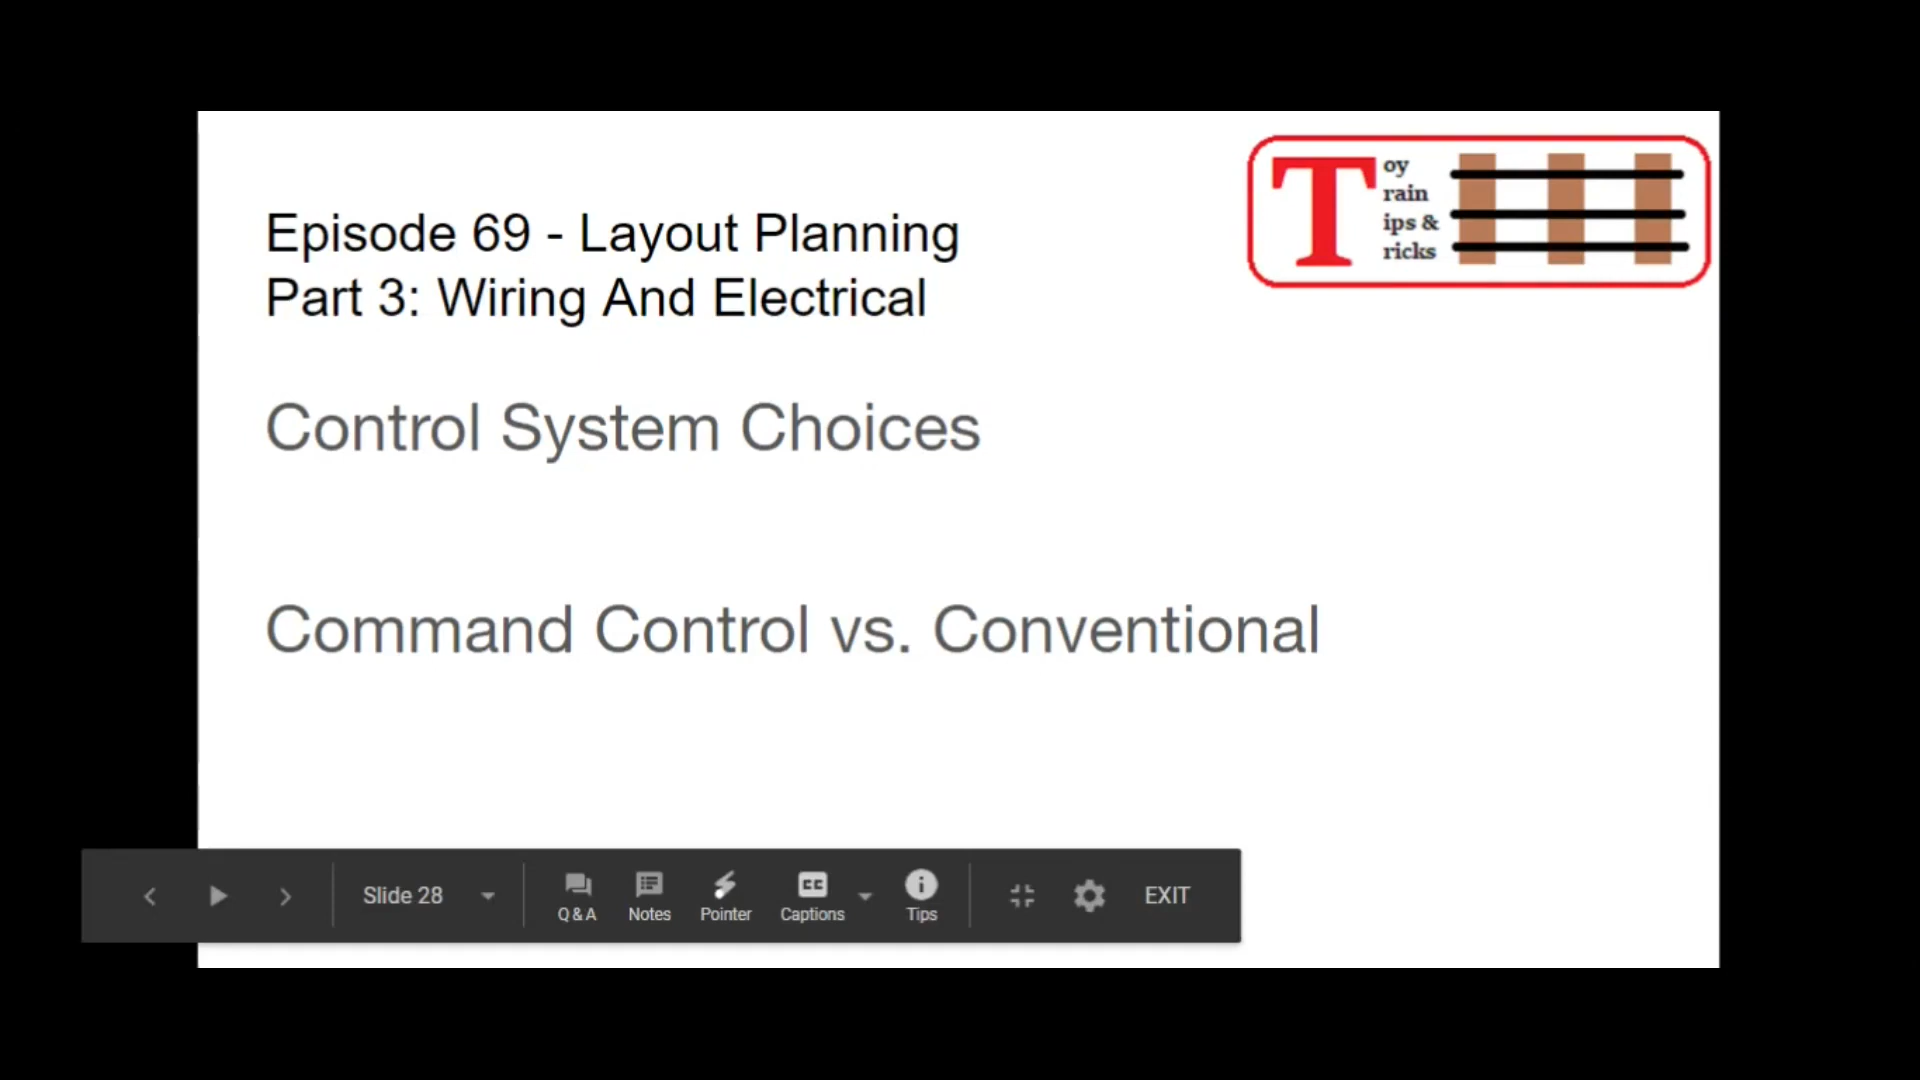 Episode 69 - Layout Planning
Part 3: Wiring And Electrical
T
oy
rain
ips &
ricks
Control System Choices
Command Control vs. Conventional
Slide 28
Q & A
Notes
Pointer
CC
Captions
Tips
EXIT